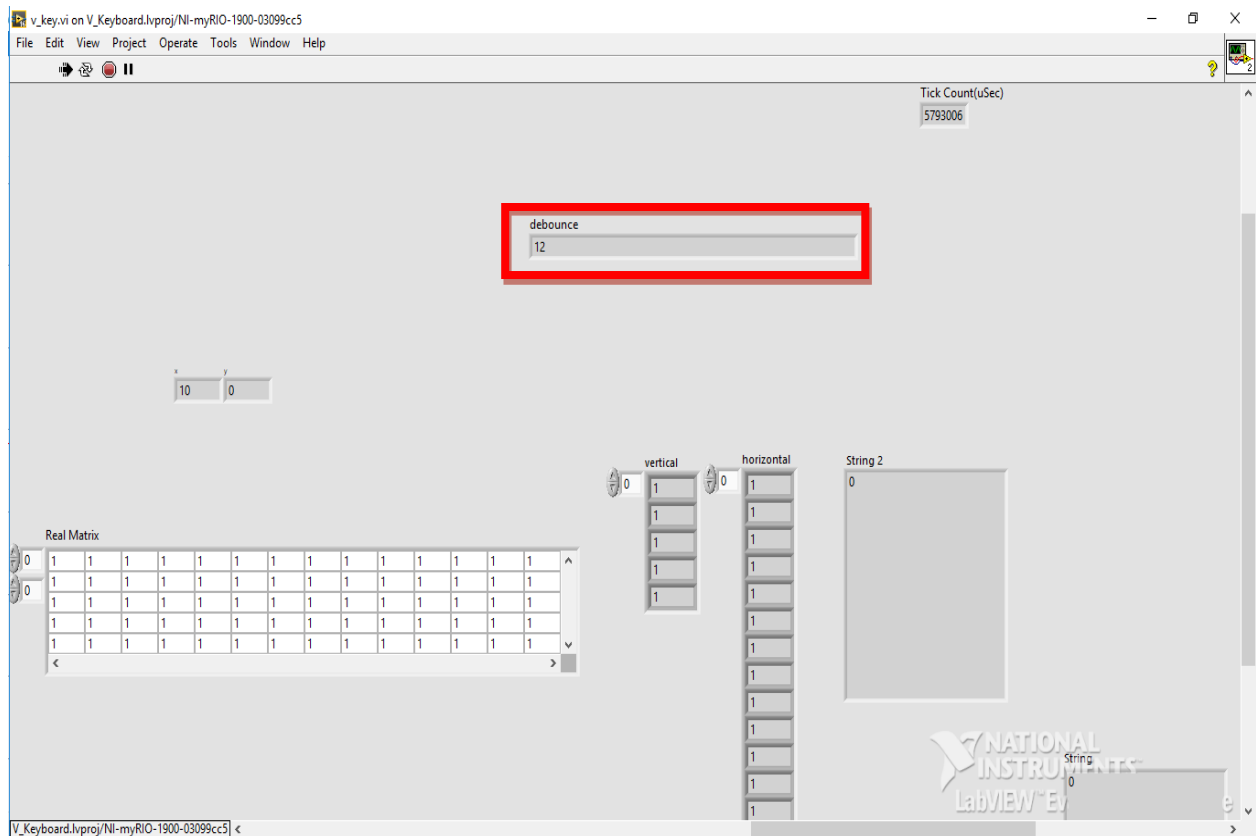 v_key.vi on V_Keyboard.lvproj/NI-myRIO-1900-03099cc5
File Edit View Project Operate Tools Window Help
2
Tick Count(uSec)
5793006
debounce
12
x y
10 0
vertical
0 1
1
1
1
1
horizontal
0 1
1
1
1
1
1
1
1
1
1
1
1
1
String 2
0
Real Matrix
0 1 1 1 1 1 1 1 1 1 1 1 1 1 1
0 1 1 1 1 1 1 1 1 1 1 1 1 1 1
1 1 1 1 1 1 1 1 1 1 1 1 1 1
1 1 1 1 1 1 1 1 1 1 1 1 1 1
1 1 1 1 1 1 1 1 1 1 1 1 1 1
NATIONAL
INSTRUMENTS
LabVIEW™ Ev
String
0
V_Keyboard.lvproj/NI-myRIO-1900-03099cc5